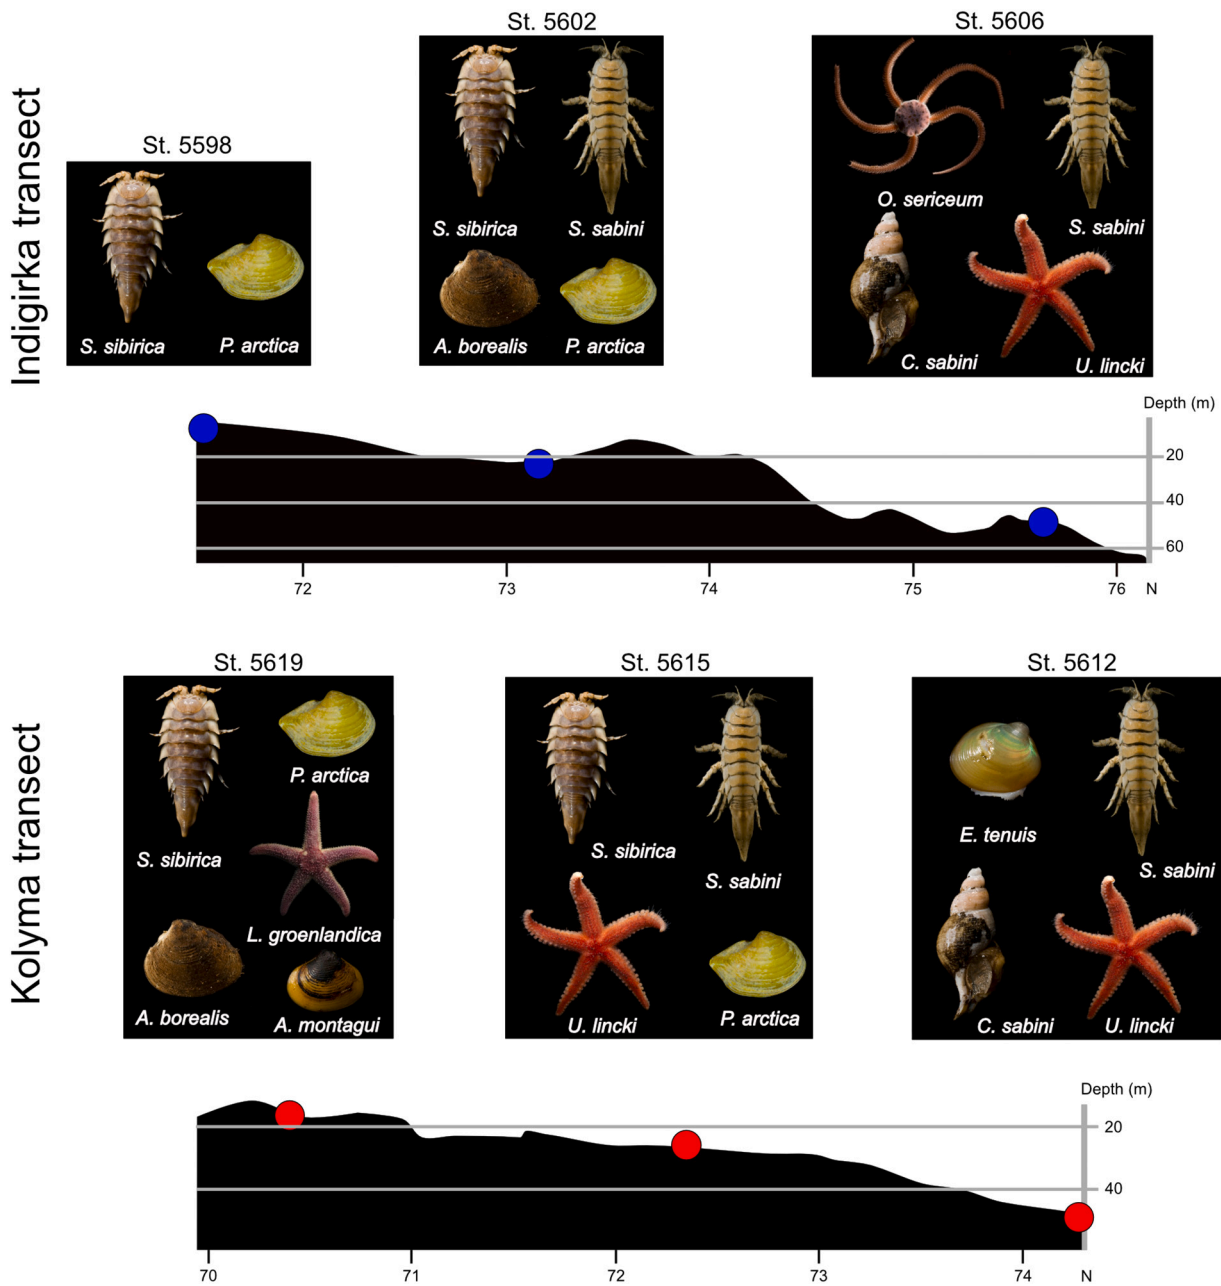 Indigirka transect
St. 5598
S. sibirica
P. arctica
St. 5602
S. sibirica
S. sabini
A. borealis
P. arctica
St. 5606
O. sericeum
S. sabini
C. sabini
U. lincki
Depth (m)
20
40
60
72
73
74
75
76
N
Kolyma transect
St. 5619
P. arctica
S. sibirica
L. groenlandica
A. borealis
A. montagui
St. 5615
S. sibirica
S. sabini
U. lincki
P. arctica
St. 5612
E. tenuis
S. sabini
C. sabini
U. lincki
Depth (m)
20
40
70
71
72
73
74
N